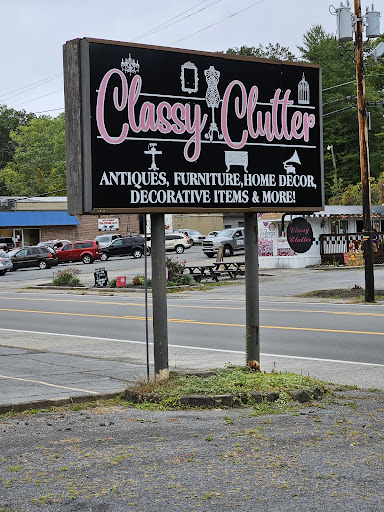 Classy Clutter
ANTIQUES, FURNITURE, HOME DECOR,
DECORATIVE ITEMS & MORE!
Classy
Clutter